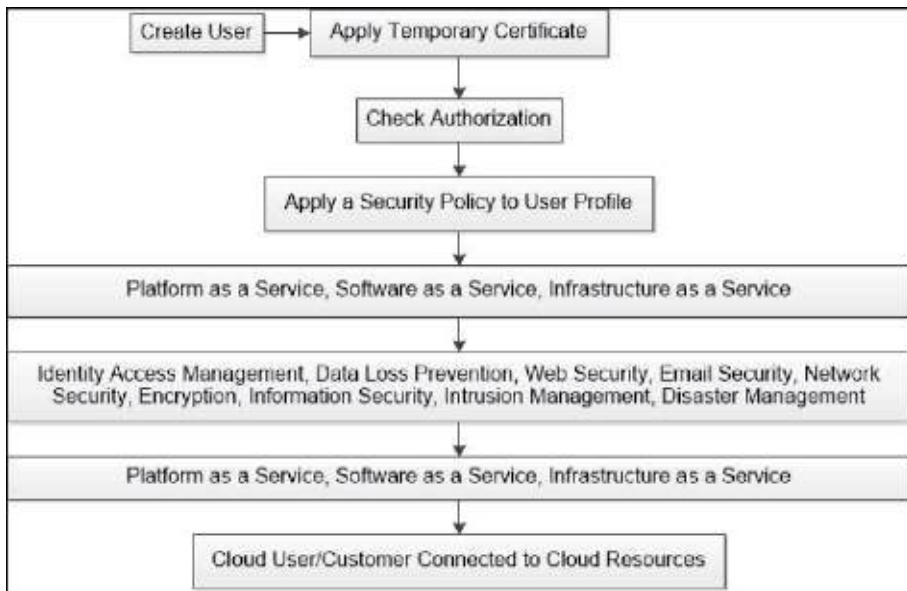 Create User
Apply Temporary Certificate
Check Authorization
Apply a Security Policy to User Profile
Platform as a Service, Software as a Service, Infrastructure as a Service
Identity Access Management, Data Loss Prevention, Web Security, Email Security, Network
Security, Encryption, Information Security, Intrusion Management, Disaster Management
Platform as a Service, Software as a Service, Infrastructure as a Service
Cloud User/Customer Connected to Cloud Resources